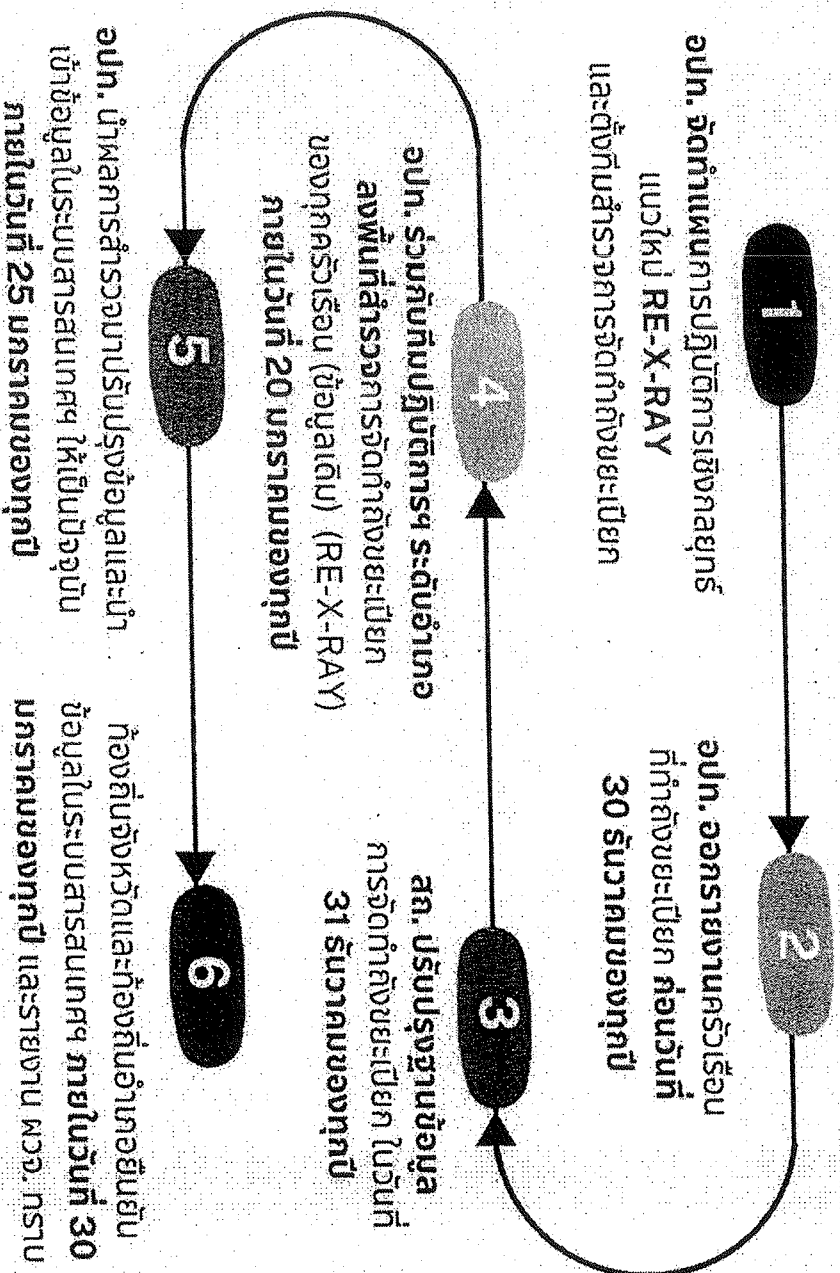 1
อปท. จัดทำแผนการปฏิบัติการเชิงกลยุทธ์
แนวใหม่ RE-X-RAY
และตั้งทีมสำรวจการจัดทำถังขยะเปียก
2
อปท. ออกรายงานครัวเรือน
ที่ทำถังขยะเปียก ก่อนวันที่
30 ธันวาคมของทุกปี
3
สถ. ปรับปรุงฐานข้อมูล
การจัดทำถังขยะเปียก ในวันที่
31 ธันวาคมของทุกปี
4
อปท. ร่วมกับทีมปฏิบัติการฯ ระดับอำเภอ
ลงพื้นที่สำรวจการจัดทำถังขยะเปียก
ของทุกครัวเรือน (ข้อมูลเดิม) (RE-X-RAY)
ภายในวันที่ 20 มกราคมของทุกปี
5
อปท. นำผลการสำรวจมาปรับปรุงข้อมูลและนำ
เข้าข้อมูลในระบบสารสนเทศฯ ให้เป็นปัจจุบัน
ภายในวันที่ 25 มกราคมของทุกปี
6
ท้องถิ่นจังหวัดและท้องถิ่นอำเภอยืนยัน
ข้อมูลในระบบสารสนเทศฯ ภายในวันที่ 30
มกราคมของทุกปี และรายงาน ผวจ. ทราบ